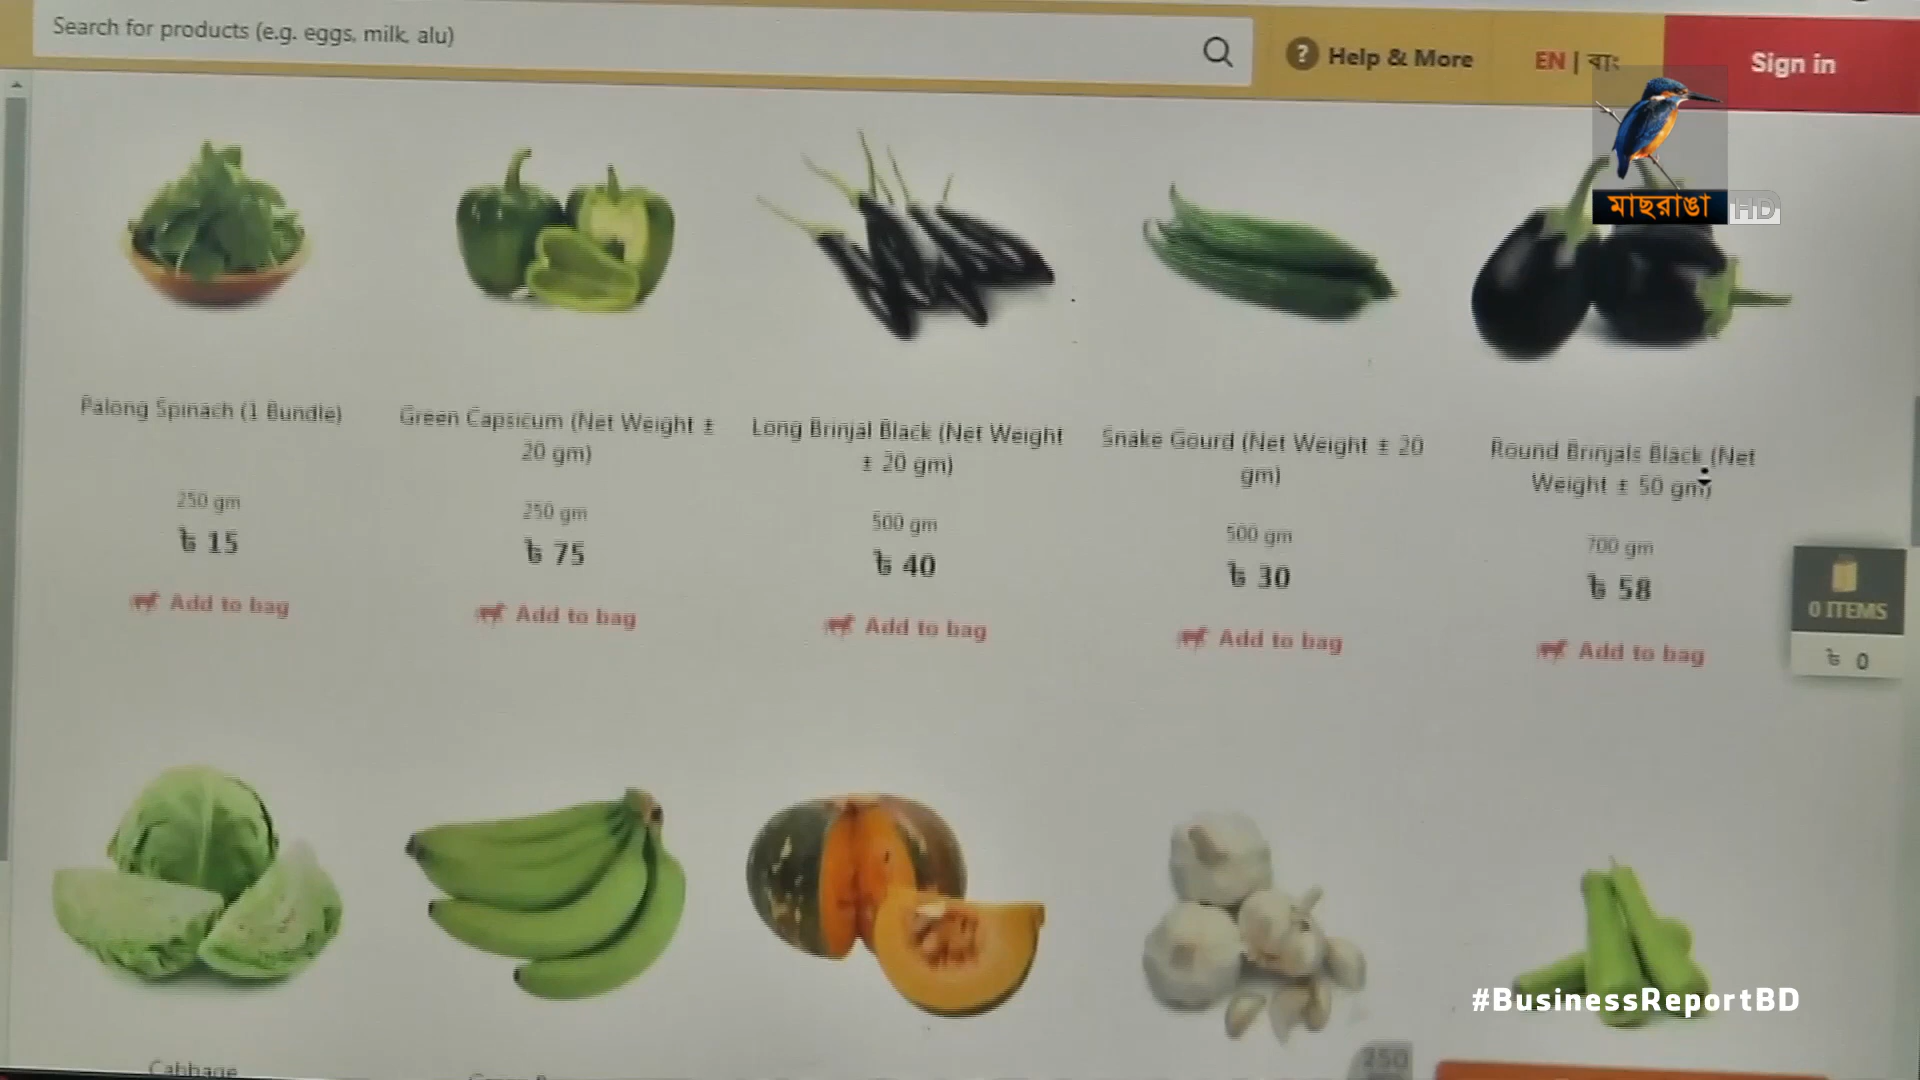 Search for products (e.g. eggs, milk, alu)
? Help & More
EN | বাং
Sign in
মাছরাঙা HD
Palong Spinach (1 Bundle)
250 gm
৳ 15
Add to bag
Green Capsicum (Net Weight ±
20 gm)
250 gm
৳ 75
Add to bag
Long Brinjal Black (Net Weight
± 20 gm)
500 gm
৳ 40
Add to bag
Snake Gourd (Net Weight ± 20
gm)
500 gm
৳ 30
Add to bag
Round Brinjals Black (Net
Weight ± 50 gm)
700 gm
৳ 58
Add to bag
0 ITEMS
৳ 0
Cabbage
250
#BusinessReportBD